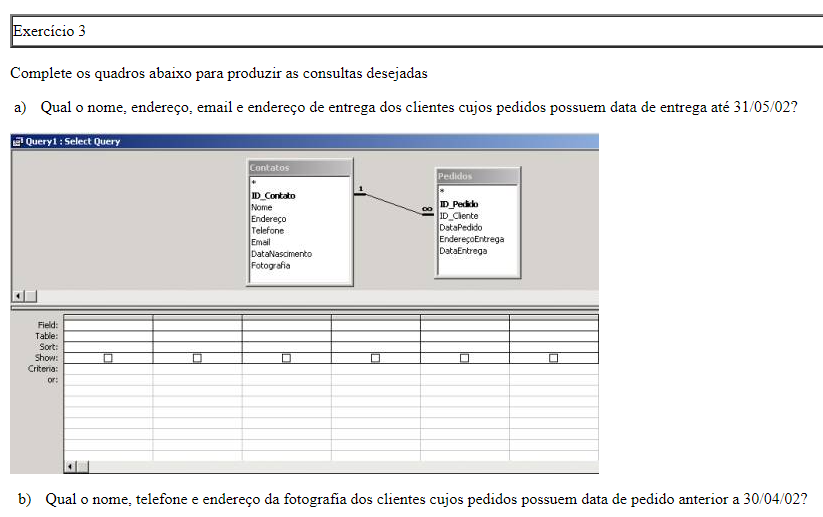 Exercício 3
Complete os quadros abaixo para produzir as consultas desejadas
a) Qual o nome, endereço, email e endereço de entrega dos clientes cujos pedidos possuem data de entrega até 31/05/02?
Query1 : Select Query
Contatos
*
ID_Contato
Nome
Endereço
Telefone
Email
DataNascimento
Fotografia
1
∞
Pedidos
*
ID_Pedido
ID_Cliente
DataPedido
EndereçoEntrega
DataEntrega
Field:
Table:
Sort:
Show:
Criteria:
or:
b) Qual o nome, telefone e endereço da fotografia dos clientes cujos pedidos possuem data de pedido anterior a 30/04/02?